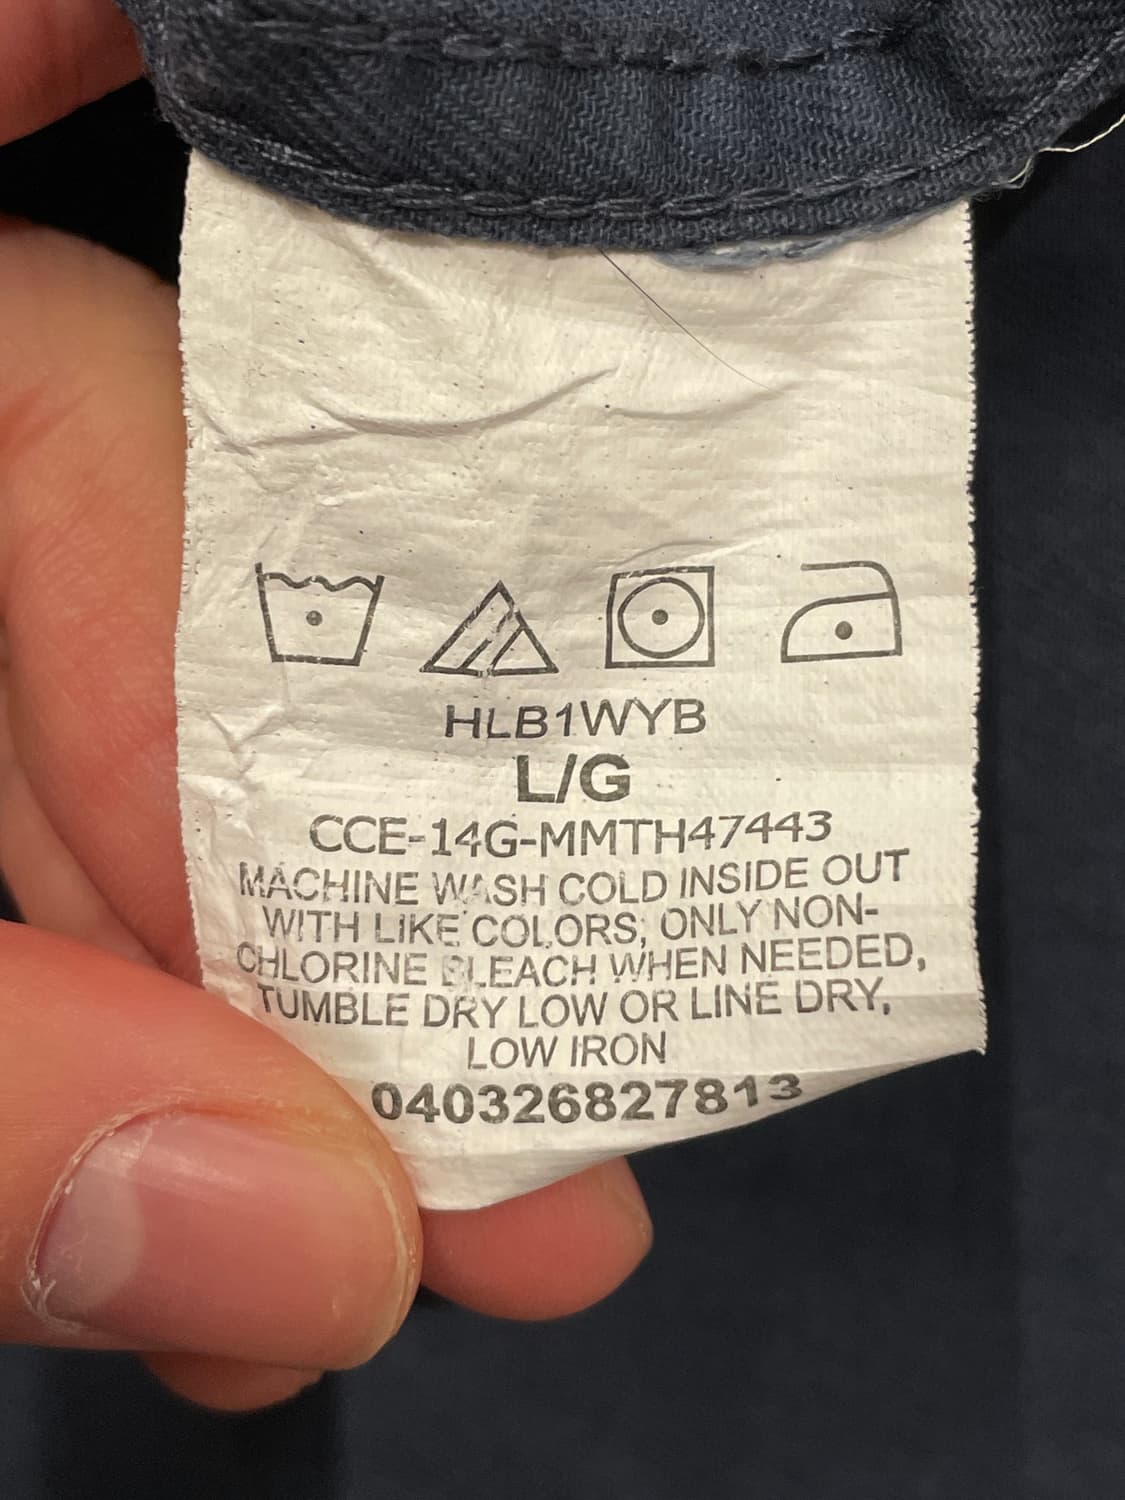 HLB1WYB
L/G
CCE-14G-MMTH47443
MACHINE WASH COLD INSIDE OUT
WITH LIKE COLORS; ONLY NON-
CHLORINE BLEACH WHEN NEEDED,
TUMBLE DRY LOW OR LINE DRY,
LOW IRON
040326827813